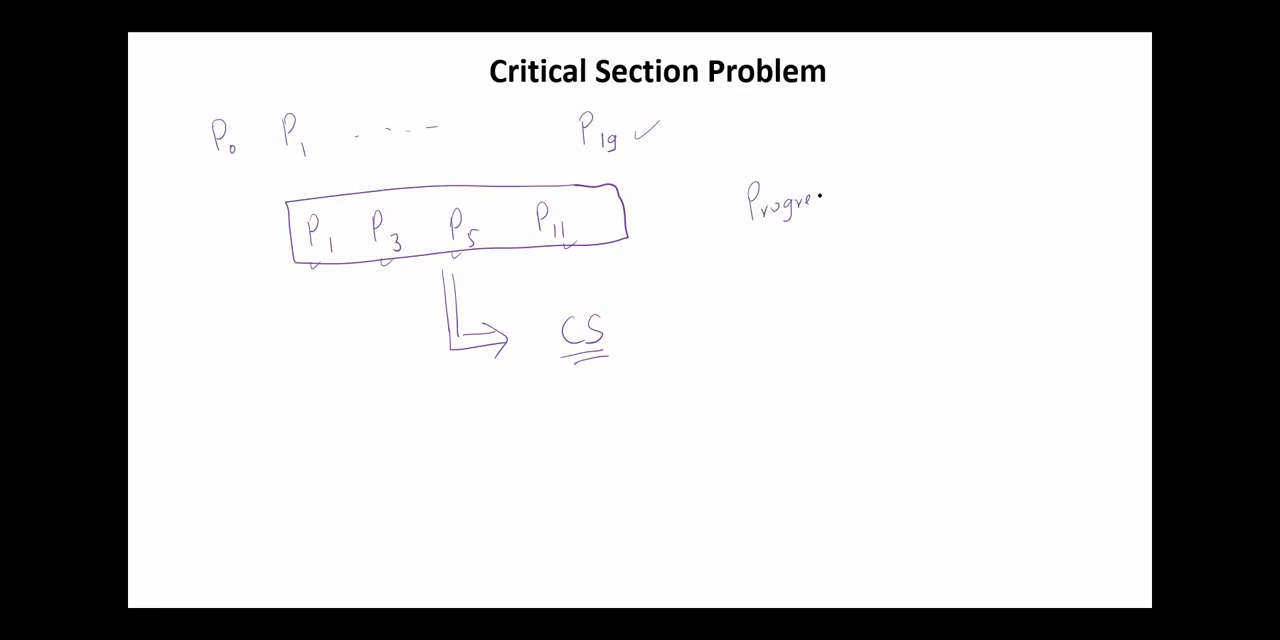 Critical Section Problem
P0 P1 ..... P19
P1 P3 P5 P11
Progre
CS